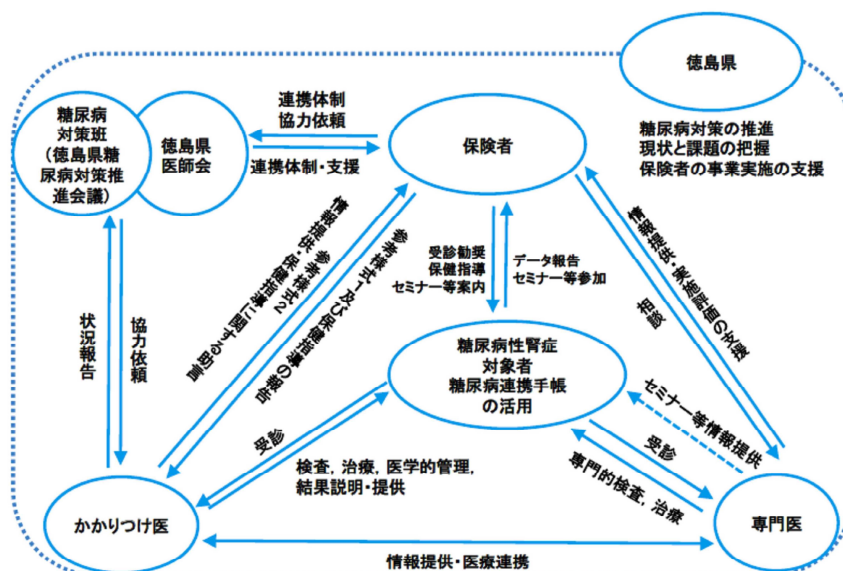 徳島県
糖尿病対策の推進
現状と課題の把握
保険者の事業実施の支援
糖尿病
対策班
(徳島県糖
尿病対策推
進会議)
徳島県
医師会
連携体制
協力依頼
連携体制・支援
保険者
情報提供・保健指導に関する助言
参考様式2
参考様式1及び保健指導の報告
受診勧奨
保健指導
セミナー等案内
データ報告
セミナー等参加
情報提供・実施評価の支援
相談
状況報告
協力依頼
糖尿病性腎症
対象者
糖尿病連携手帳
の活用
受診
検査, 治療, 医学的管理,
結果説明・提供
セミナー等情報提供
受診
専門的検査, 治療
かかりつけ医
専門医
情報提供・医療連携